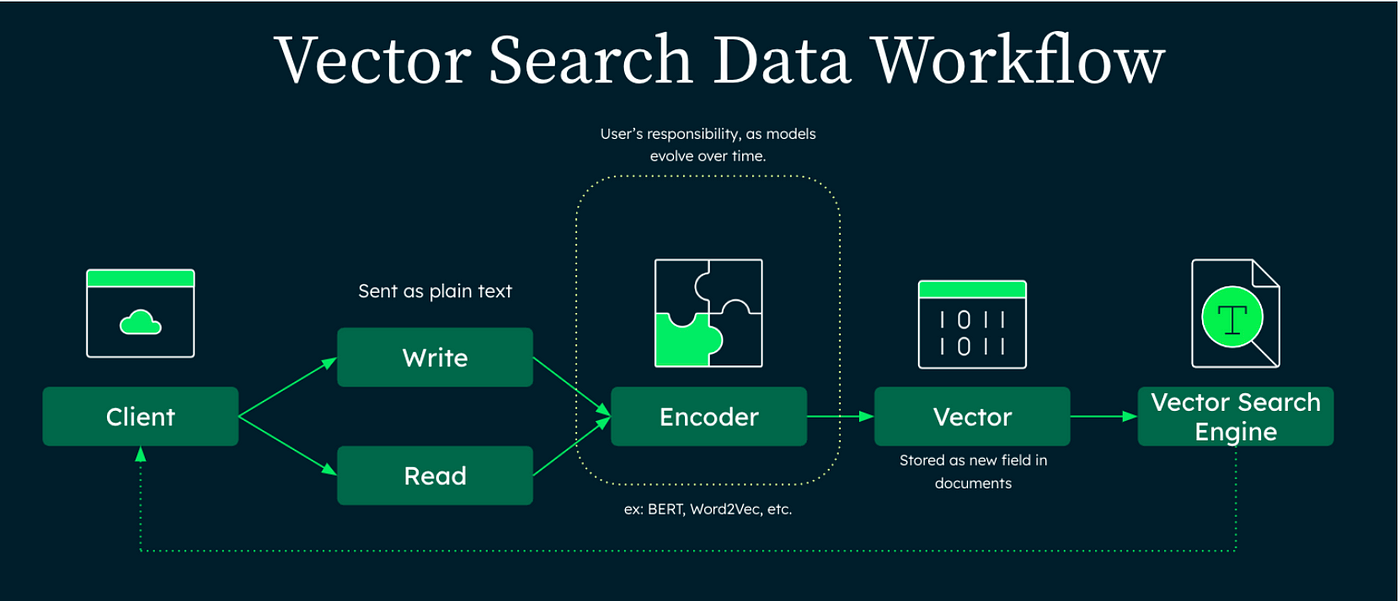 Vector Search Data Workflow
User’s responsibility, as models
evolve over time.
Sent as plain text
Write
Client
Read
Encoder
ex: BERT, Word2Vec, etc.
1011
1011
Vector
Stored as new field in
documents
T
Vector Search
Engine